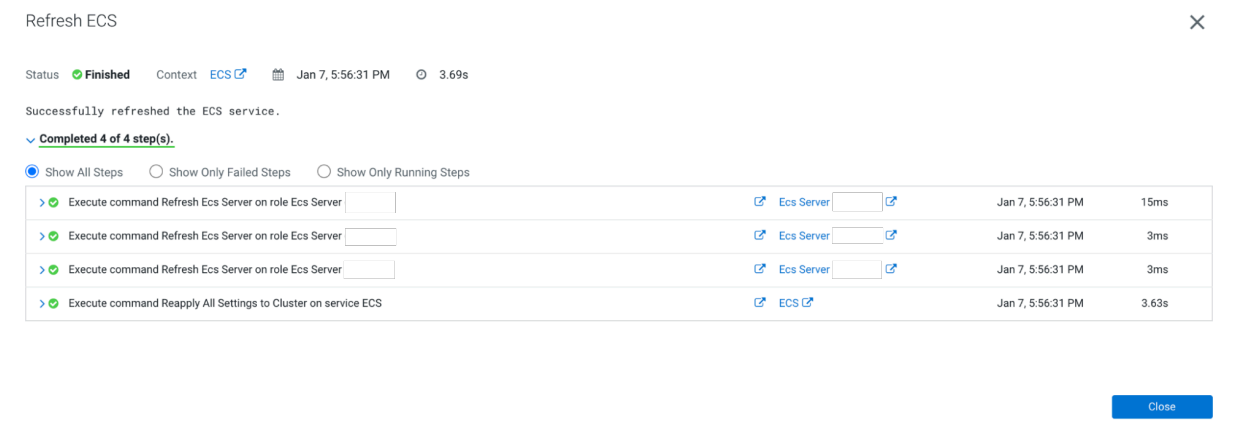 Refresh ECS
Status Finished Context ECS Jan 7, 5:56:31 PM 3.69s
Successfully refreshed the ECS service.
Completed 4 of 4 step(s).
Show All Steps Show Only Failed Steps Show Only Running Steps
Execute command Refresh Ecs Server on role Ecs Server Ecs Server Jan 7, 5:56:31 PM 15ms
Execute command Refresh Ecs Server on role Ecs Server Ecs Server Jan 7, 5:56:31 PM 3ms
Execute command Refresh Ecs Server on role Ecs Server Ecs Server Jan 7, 5:56:31 PM 3ms
Execute command Reapply All Settings to Cluster on service ECS ECS Jan 7, 5:56:31 PM 3.63s
Close